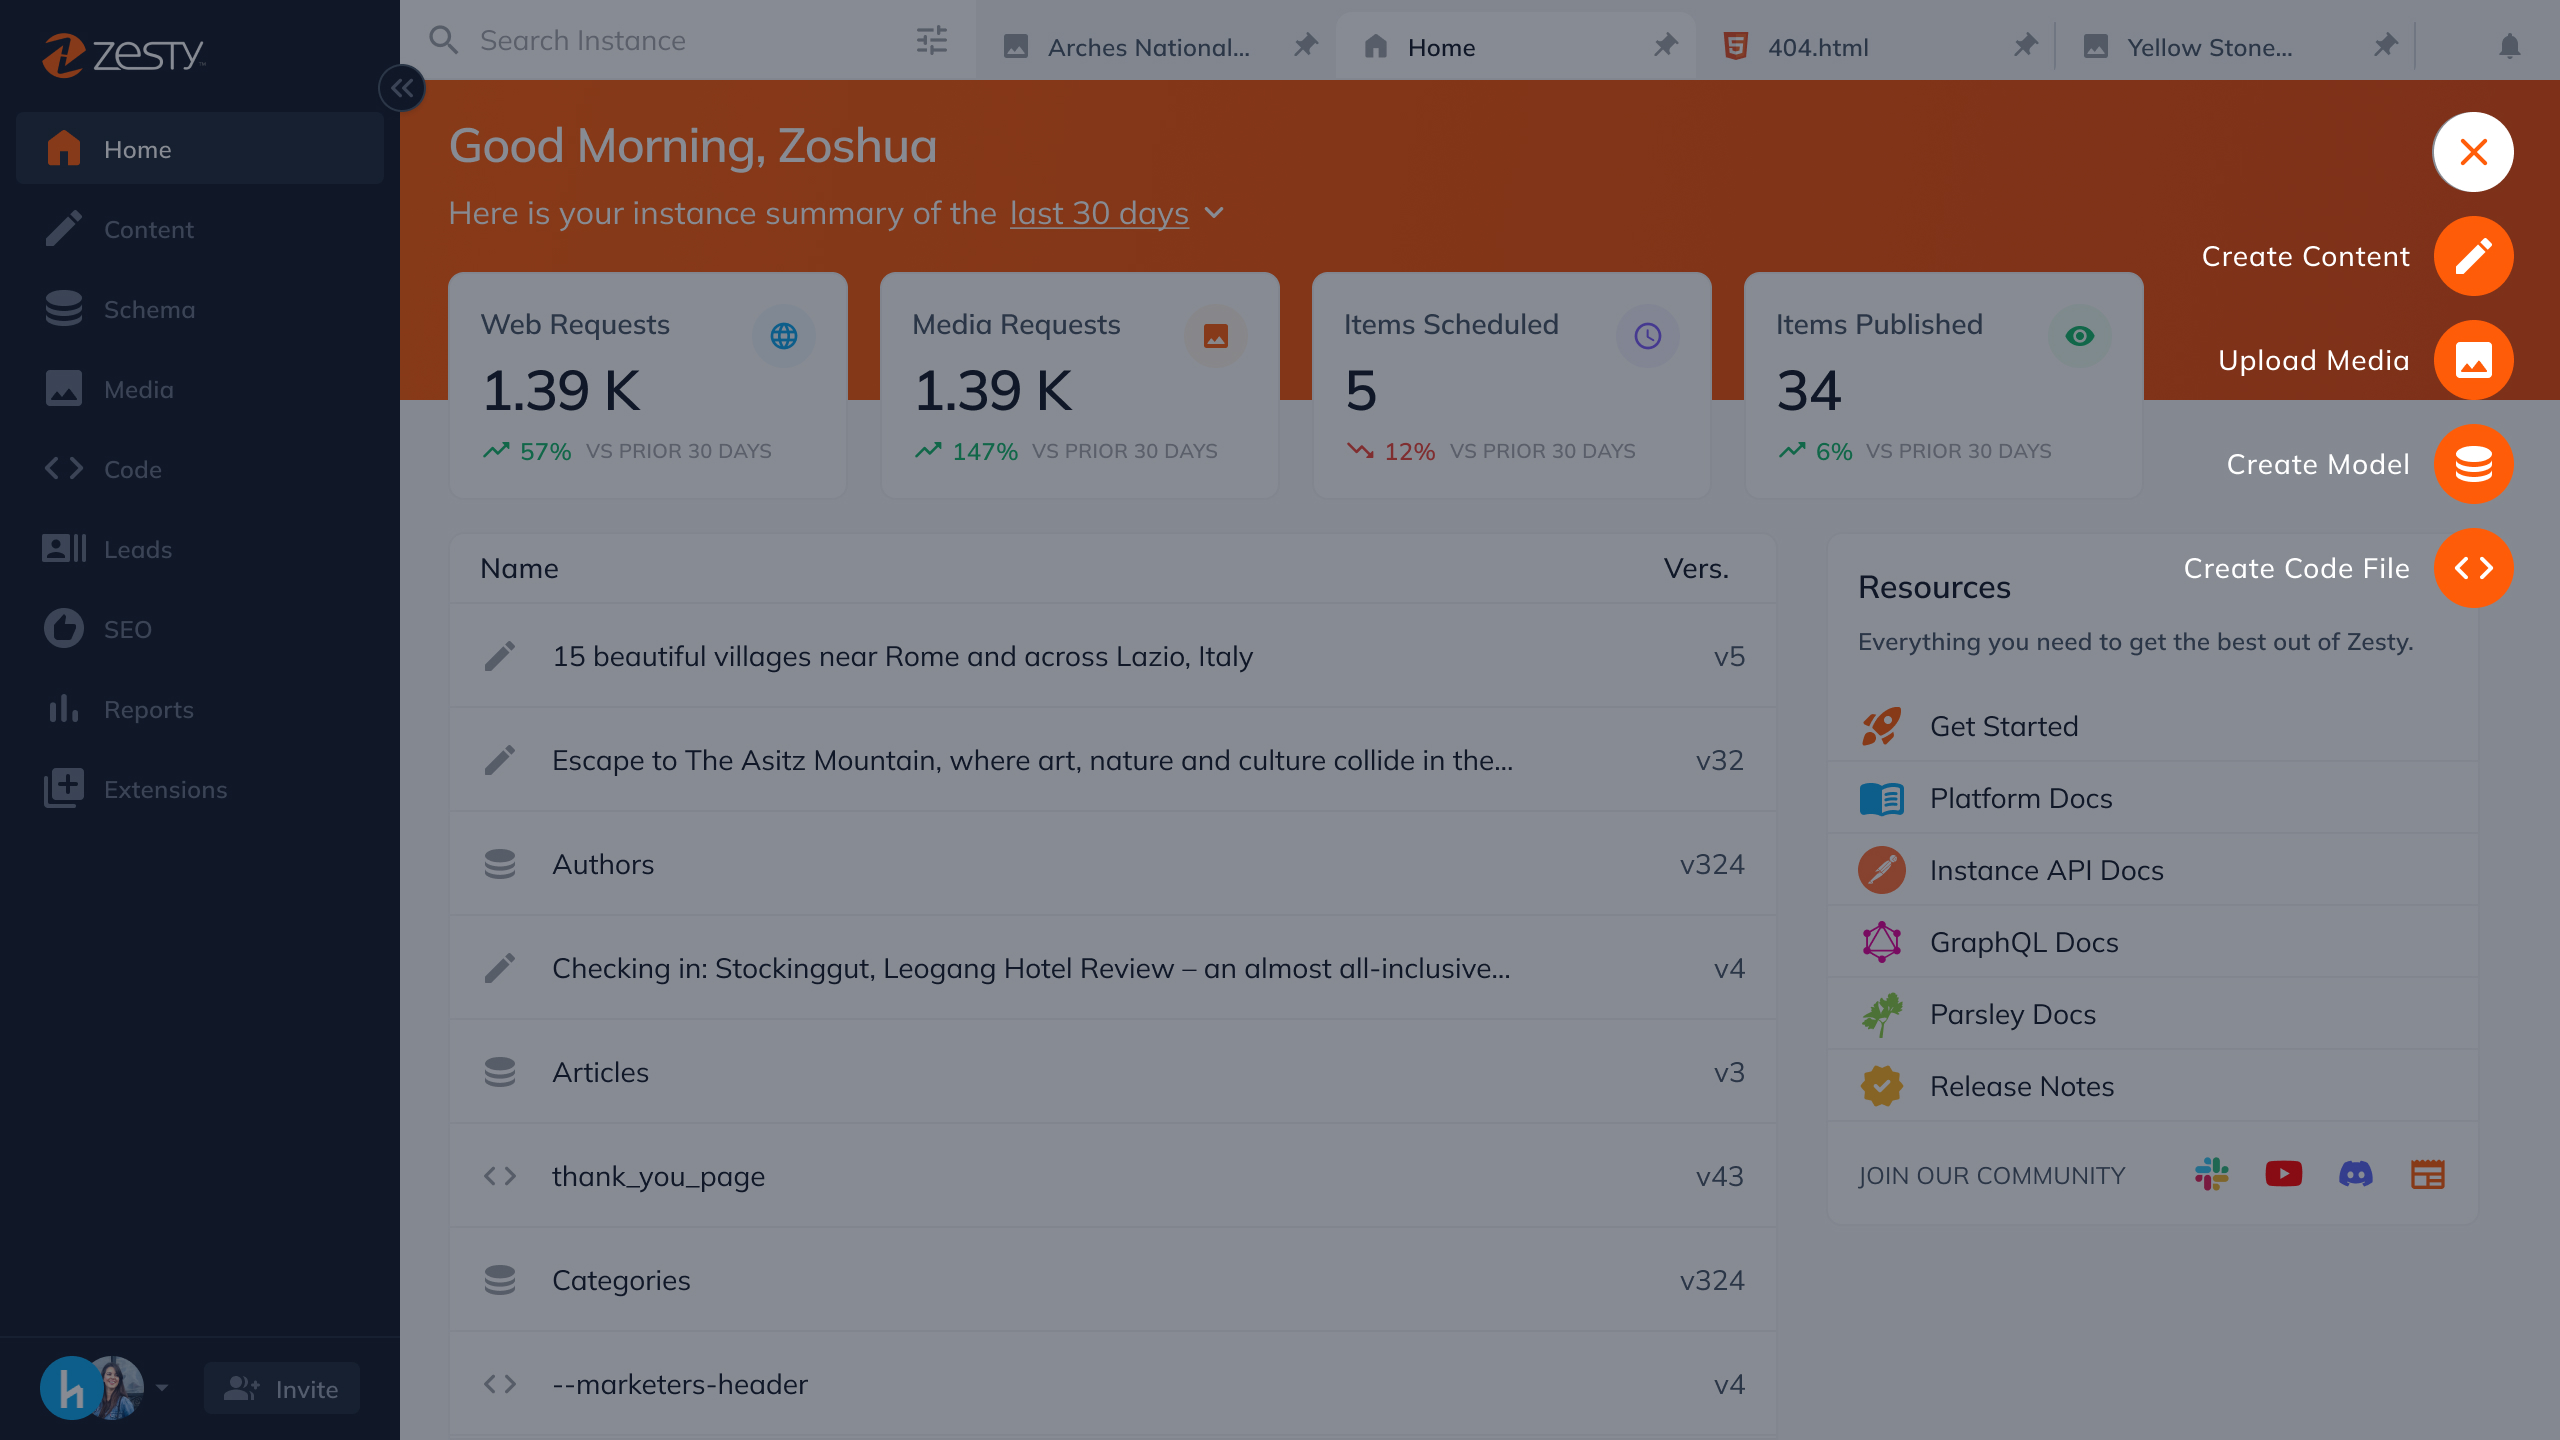 ZESTY™
Home
Content
Schema
Media
Code
Leads
SEO
Reports
Extensions
h
Invite
Search Instance
Arches National...
Home
404.html
Yellow Stone...
Good Morning, Zoshua
Here is your instance summary of the last 30 days
Web Requests
1.39 K
57% VS PRIOR 30 DAYS
Media Requests
1.39 K
147% VS PRIOR 30 DAYS
Items Scheduled
5
12% VS PRIOR 30 DAYS
Items Published
34
6% VS PRIOR 30 DAYS
Create Content
Upload Media
Create Model
Create Code File
Name Vers.
15 beautiful villages near Rome and across Lazio, Italy v5
Escape to The Asitz Mountain, where art, nature and culture collide in the... v32
Authors v324
Checking in: Stockinggut, Leogang Hotel Review – an almost all-inclusive... v4
Articles v3
thank_you_page v43
Categories v324
--marketers-header v4
Resources
Everything you need to get the best out of Zesty.
Get Started
Platform Docs
Instance API Docs
GraphQL Docs
Parsley Docs
Release Notes
JOIN OUR COMMUNITY